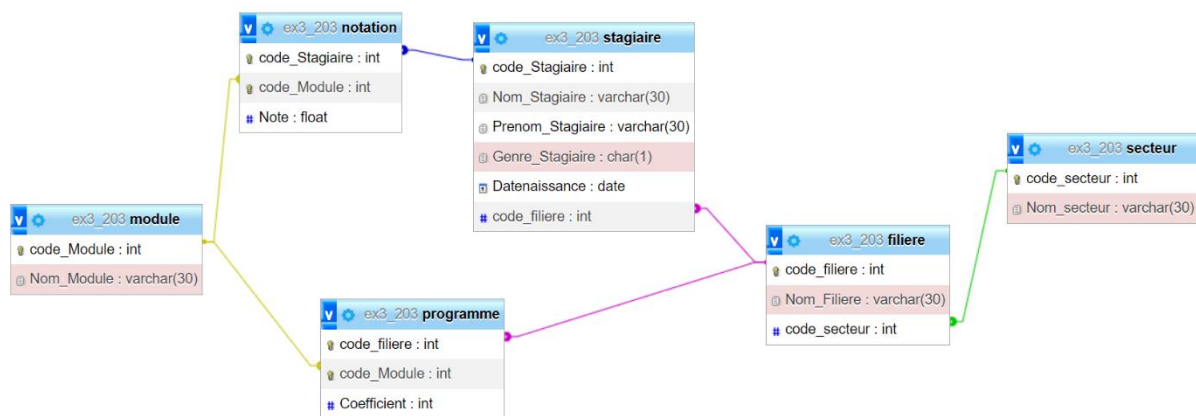 ex3_203 notation
code_Stagiaire : int
code_Module : int
Note : float
ex3_203 stagiaire
code_Stagiaire : int
Nom_Stagiaire : varchar(30)
Prenom_Stagiaire : varchar(30)
Genre_Stagiaire : char(1)
Datenaissance : date
code_filiere : int
ex3_203 secteur
code_secteur : int
Nom_secteur : varchar(30)
ex3_203 module
code_Module : int
Nom_Module : varchar(30)
ex3_203 filiere
code_filiere : int
Nom_Filiere : varchar(30)
code_secteur : int
ex3_203 programme
code_filiere : int
code_Module : int
Coefficient : int